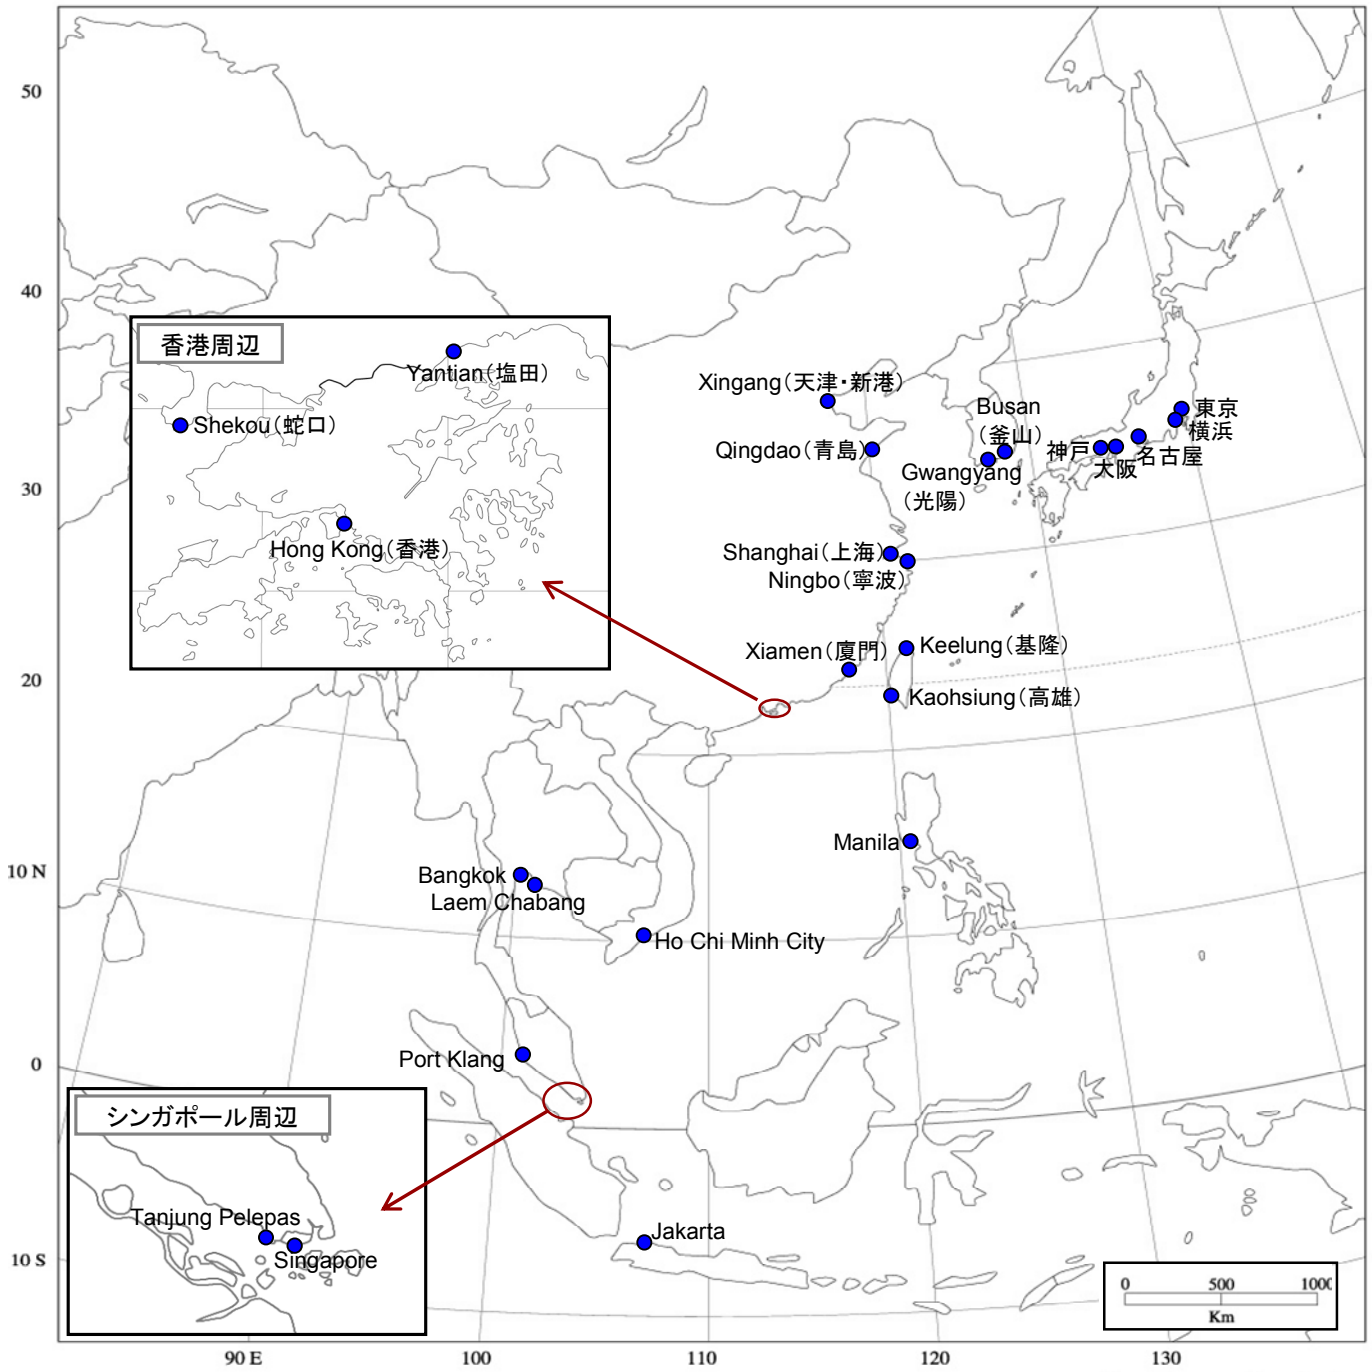 50
40
30
20
10 N
0
10 S
香港周辺
Yantian(塩田)
Shekou(蛇口)
Hong Kong(香港)
Xingang(天津・新港)
Qingdao(青島)
Busan
(釜山)
Gwangyang
(光陽)
東京
横浜
神戸
大阪
名古屋
Shanghai(上海)
Ningbo(寧波)
Xiamen(廈門)
Keelung(基隆)
Kaohsiung(高雄)
Manila
Bangkok
Laem Chabang
Ho Chi Minh City
Port Klang
シンガポール周辺
Tanjung Pelepas
Singapore
Jakarta
0 500 1000
Km
90 E 100 110 120 130